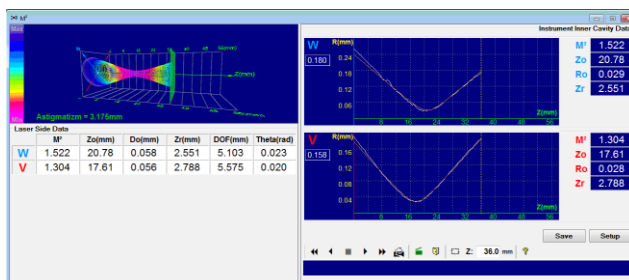 M²
Instrument Inner Cavity Data
Max
Min
Z(mm)
Astigmatizm = 3.175mm
Laser Side Data
M² Zo(mm) Do(mm) Zr(mm) DOF(mm) Theta(rad)
W 1.522 20.78 0.058 2.551 5.103 0.023
V 1.304 17.61 0.056 2.788 5.575 0.020
W
0.180
R(mm)
0.24
0.18
0.12
0.06
0 8 16 24 32 40
Z(mm)
M² 1.522
Zo 20.78
Ro 0.029
Zr 2.551
V
0.158
R(mm)
0.16
0.12
0.08
0.04
0 8 16 24 32 40
Z(mm)
M² 1.304
Zo 17.61
Ro 0.028
Zr 2.788
Save Setup
Z: 36.0 mm